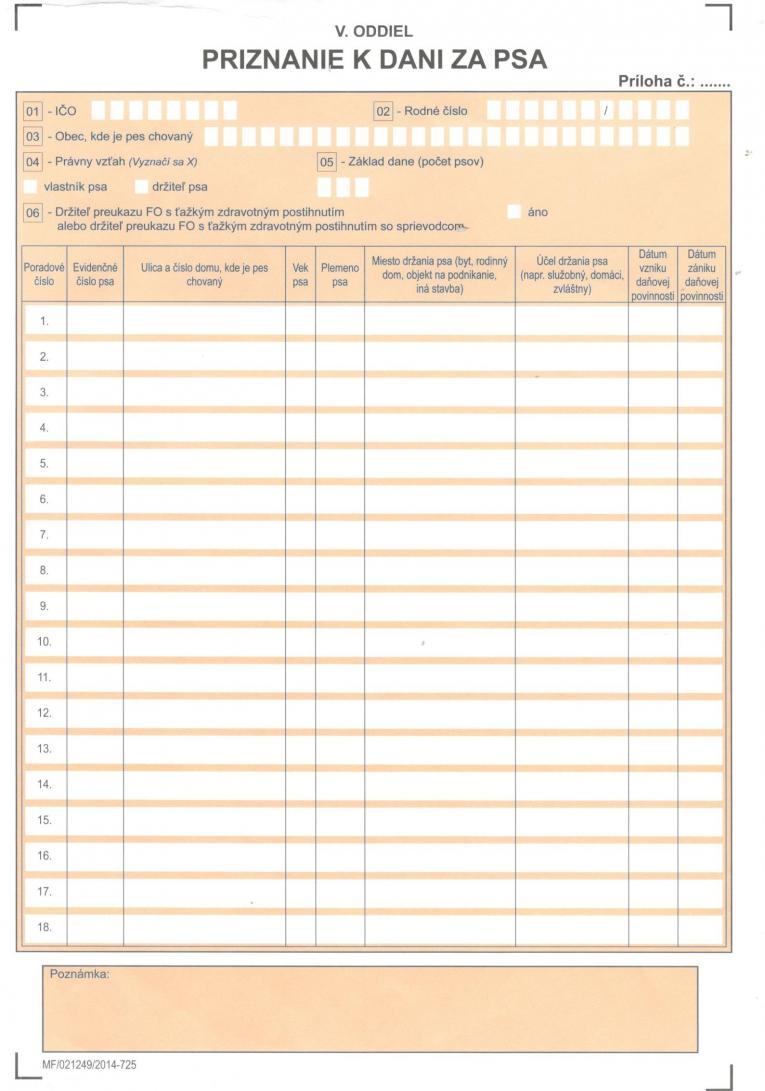 V. ODDIEL
PRIZNANIE K DANI ZA PSA
Príloha č.: .......
01 - IČO 02 - Rodné číslo /
03 - Obec, kde je pes chovaný
04 - Právny vzťah (Vyznačí sa X) 05 - Základ dane (počet psov)
vlastník psa držiteľ psa
06 - Držiteľ preukazu FO s ťažkým zdravotným postihnutím áno
alebo držiteľ preukazu FO s ťažkým zdravotným postihnutím so sprievodcom
Poradové číslo
Evidenčné číslo psa
Ulica a číslo domu, kde je pes chovaný
Vek psa
Plemeno psa
Miesto držania psa (byt, rodinný dom, objekt na podnikanie, iná stavba)
Účel držania psa (napr. služobný, domáci, zvláštny)
Dátum vzniku daňovej povinnosti
Dátum zániku daňovej povinnosti
1.
2.
3.
4.
5.
6.
7.
8.
9.
10.
11.
12.
13.
14.
15.
16.
17.
18.
Poznámka:
MF/021249/2014-725